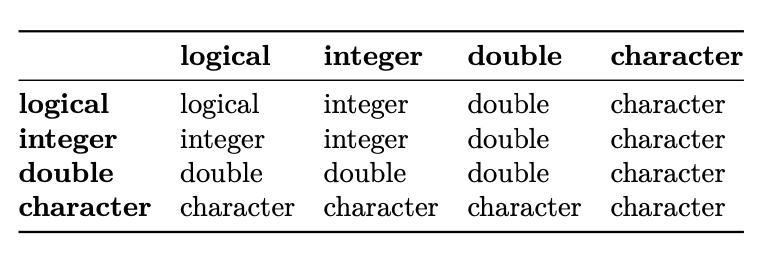 logical integer double character
logical logical integer double character
integer integer integer double character
double double double double character
character character character character character